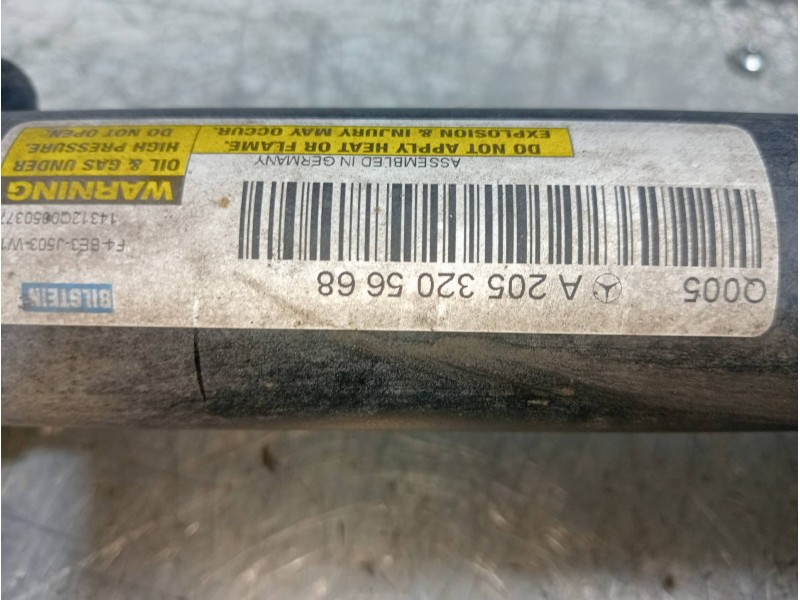 Q005 A 205 320 56 68
BILSTEIN
F4-BE3-J503-W1
ASSEMBLED IN GERMANY
DO NOT APPLY HEAT OR FLAME.
EXPLOSION & INJURY MAY OCCUR.
WARNING
OIL & GAS UNDER
HIGH PRESSURE.
DO NOT OPEN.